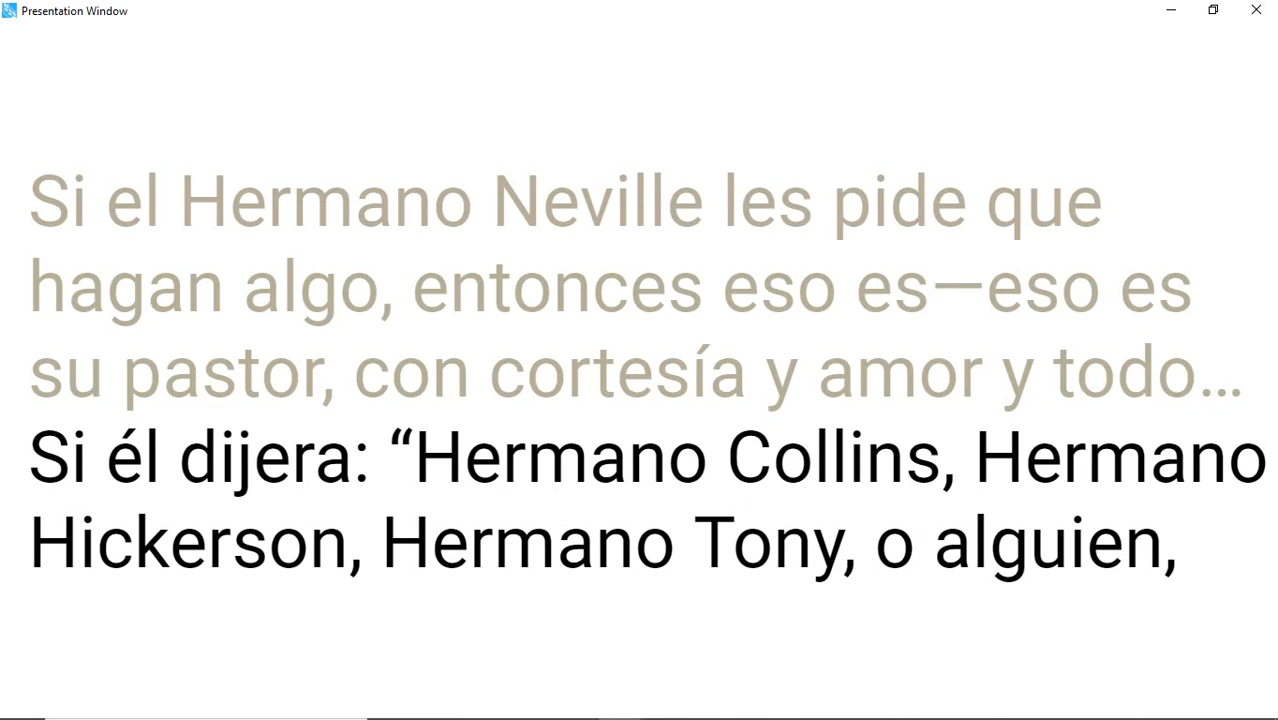 Presentation Window
Si el Hermano Neville les pide que
hagan algo, entonces eso es—eso es
su pastor, con cortesía y amor y todo...
Si él dijera: “Hermano Collins, Hermano
Hickerson, Hermano Tony, o alguien,